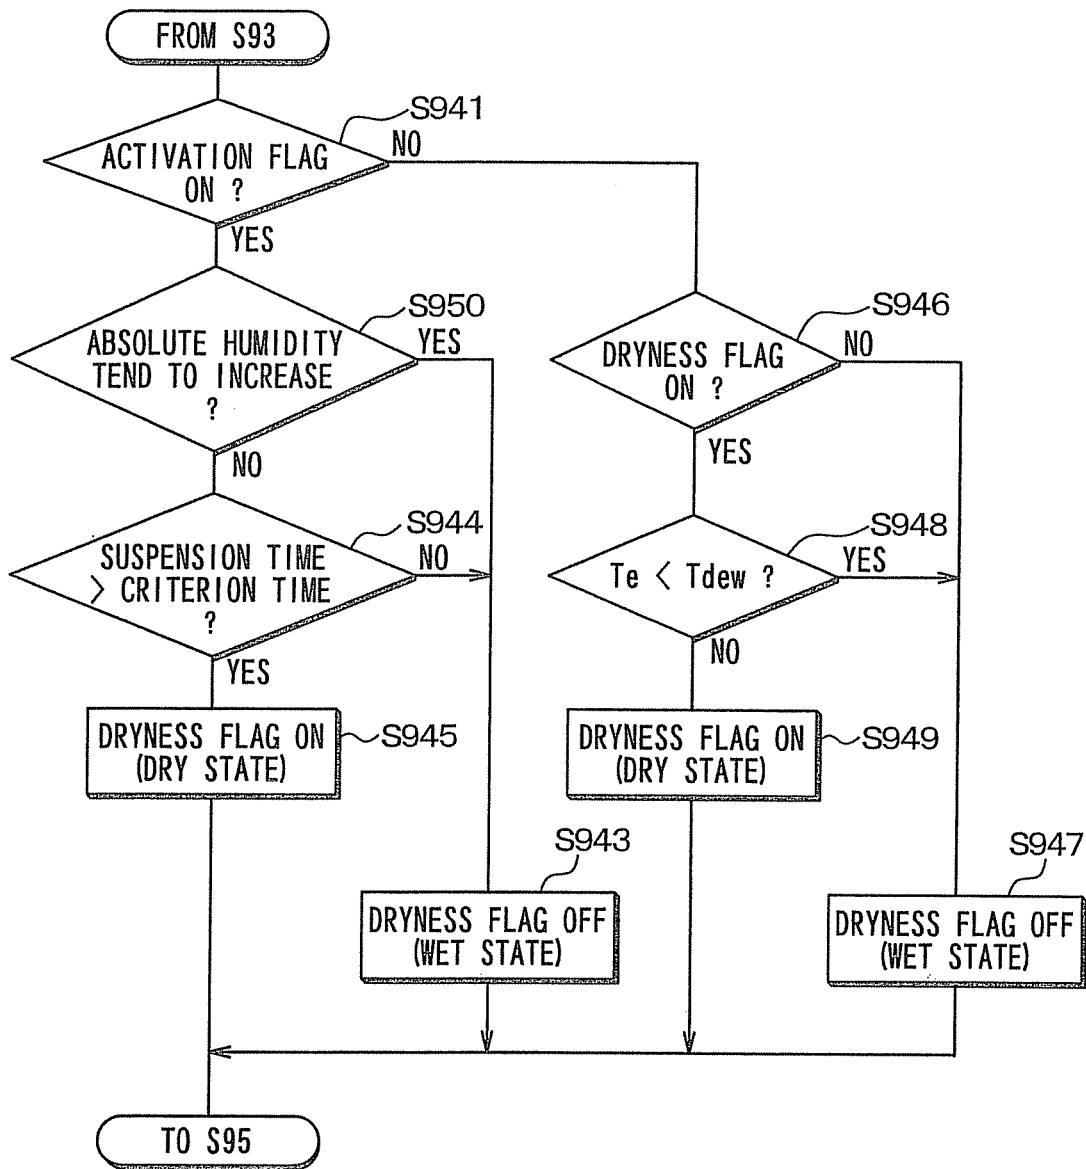 FROM S93
S941
NO
ACTIVATION FLAG
ON ?
YES
S950
YES
ABSOLUTE HUMIDITY
TEND TO INCREASE
?
NO
S946
NO
DRYNESS FLAG
ON ?
YES
S944
NO
SUSPENSION TIME
> CRITERION TIME
?
YES
S948
YES
Te < Tdew ?
NO
DRYNESS FLAG ON
(DRY STATE)
S945
DRYNESS FLAG ON
(DRY STATE)
S949
S943
DRYNESS FLAG OFF
(WET STATE)
S947
DRYNESS FLAG OFF
(WET STATE)
TO S95